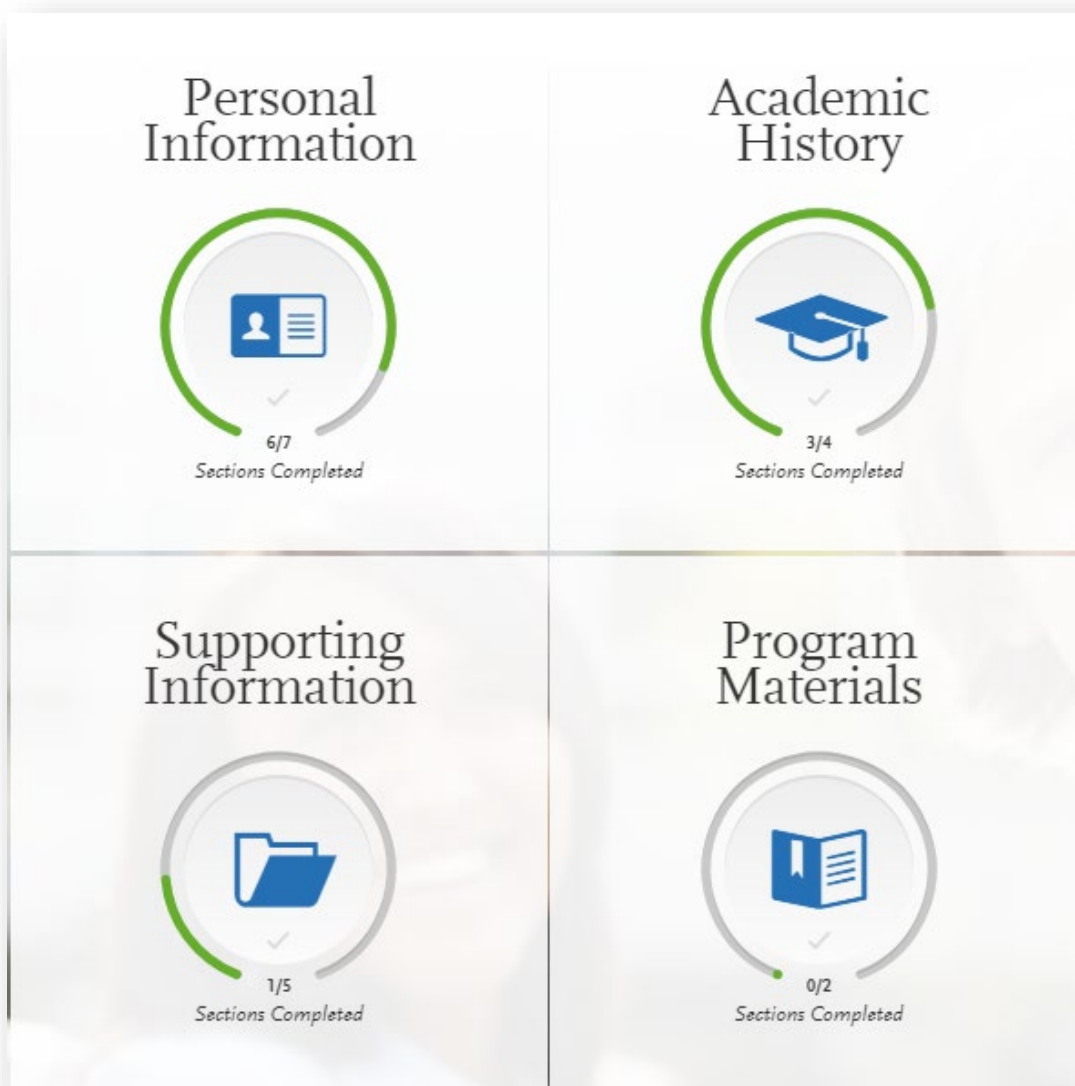 Personal
Information
6/7
Sections Completed
Academic
History
3/4
Sections Completed
Supporting
Information
1/5
Sections Completed
Program
Materials
0/2
Sections Completed